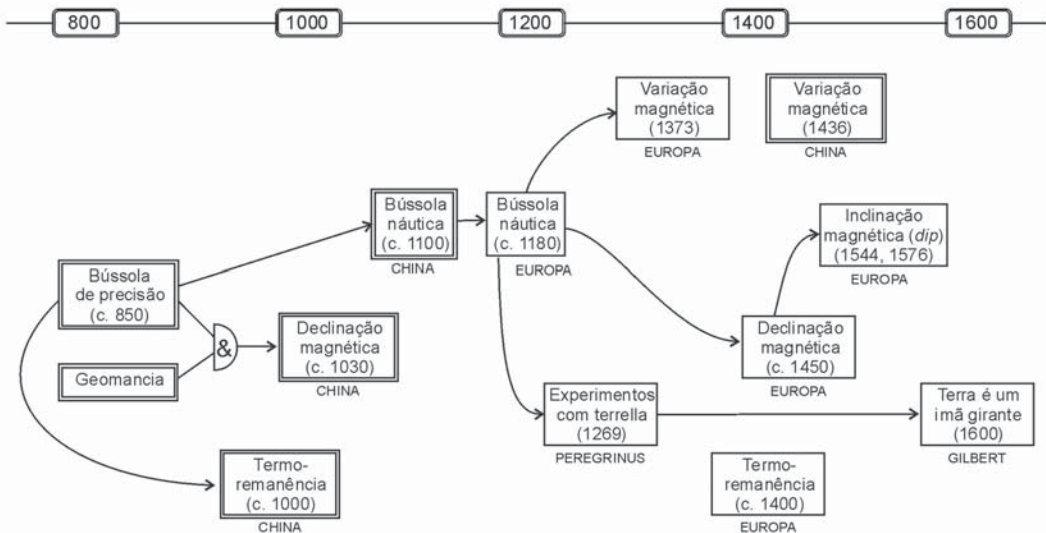 800
1000
1200
1400
1600
Variação
magnética
(1373)
EUROPA
Variação
magnética
(1436)
CHINA
Bússola
náutica
(c. 1100)
CHINA
Bússola
náutica
(c. 1180)
EUROPA
Inclinação
magnética (dip)
(1544, 1576)
EUROPA
Bússola
de precisão
(c. 850)
&
Geomancia
Declinação
magnética
(c. 1030)
CHINA
Declinação
magnética
(c. 1450)
EUROPA
Experimentos
com terrella
(1269)
PEREGRINUS
Terra é um
imã girante
(1600)
GILBERT
Termo-
remanência
(c. 1000)
CHINA
Termo-
remanência
(c. 1400)
EUROPA